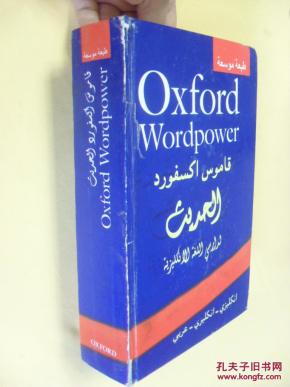 طبعة موسعة
Oxford
Wordpower
قاموس اكسفورد
الحديث
لدارسي اللغة الانكليزية
انكليزي - انكليزي - عربي
طبعة موسعة
قاموس اكسفورد الحديث
Oxford Wordpower
OXFORD
孔夫子旧书网